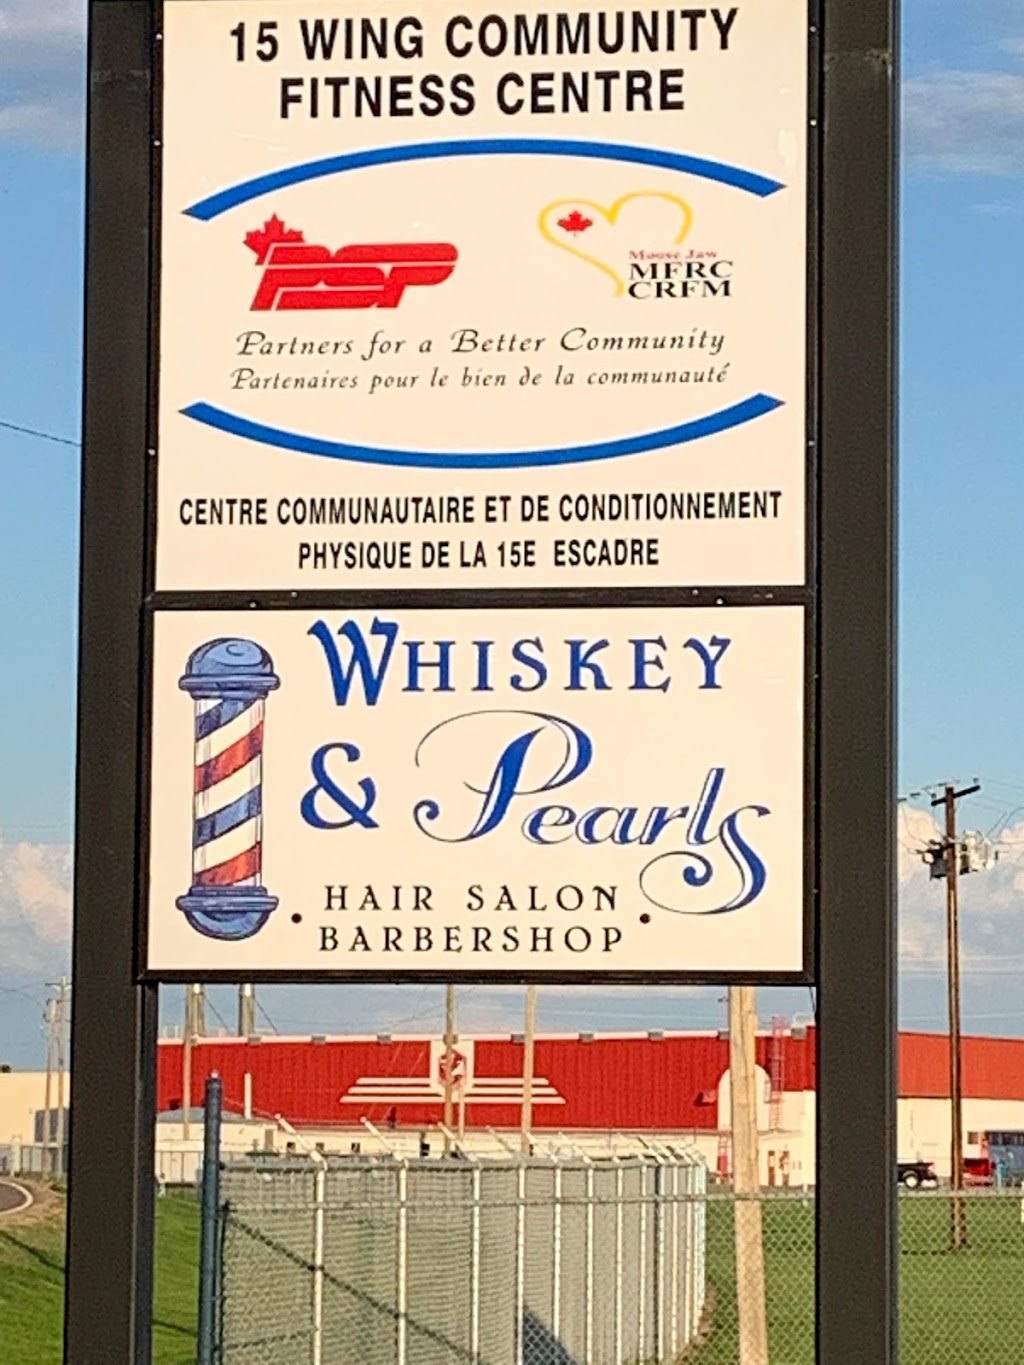 15 WING COMMUNITY
FITNESS CENTRE
PSP
Moose Jaw
MFRC
CRFM
Partners for a Better Community
Partenaires pour le bien de la communauté
CENTRE COMMUNAUTAIRE ET DE CONDITIONNEMENT
PHYSIQUE DE LA 15E ESCADRE
WHISKEY
& Pearls
HAIR SALON
• BARBERSHOP •